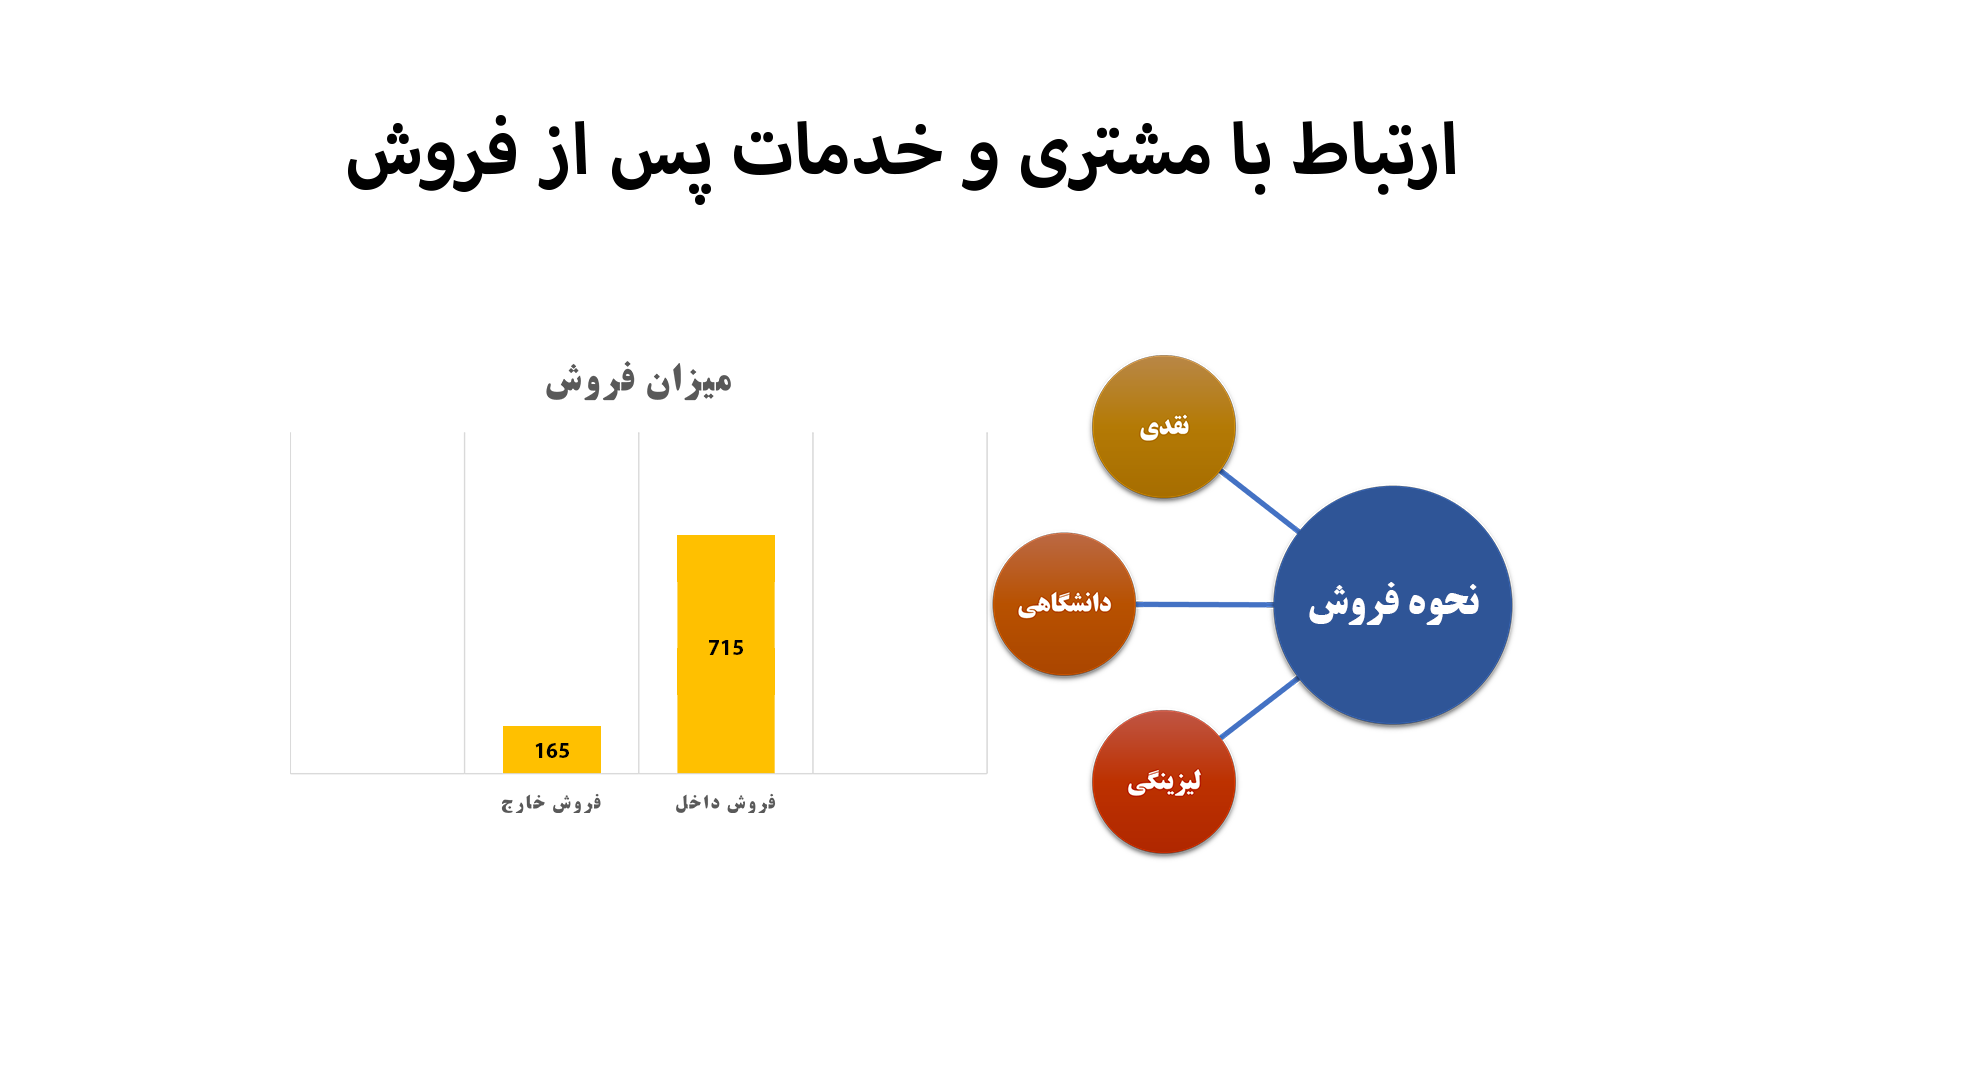 ارتباط با مشتری و خدمات پس از فروش
نقدی
نحوه فروش
دانشگاهی
لیزینگی
میزان فروش
715
165
فروش داخل
فروش خارج